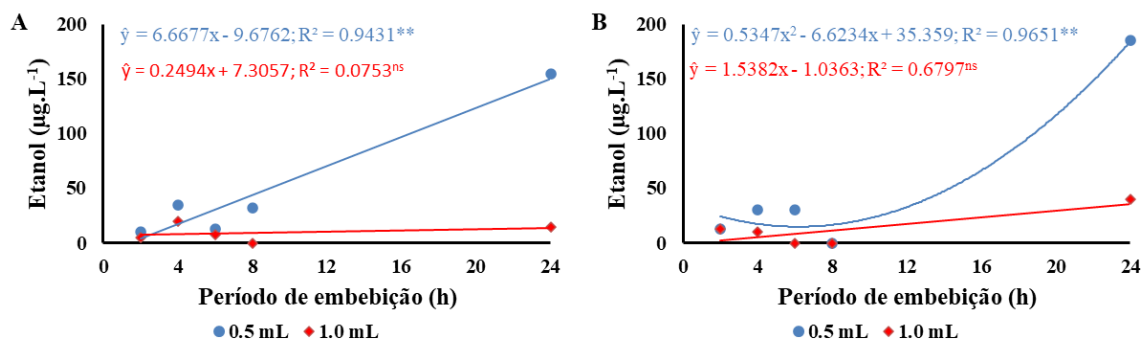 A
ŷ = 6.6677x - 9.6762; R² = 0.9431**
ŷ = 0.2494x + 7.3057; R² = 0.0753ⁿˢ
Etanol (µg.L⁻¹)
200
150
100
50
0
0 4 8 12 16 20 24
Período de embebição (h)
0.5 mL 1.0 mL
B
ŷ = 0.5347x² - 6.6234x + 35.359; R² = 0.9651**
ŷ = 1.5382x - 1.0363; R² = 0.6797ⁿˢ
Etanol (µg.L⁻¹)
200
150
100
50
0
0 4 8 12 16 20 24
Período de embebição (h)
0.5 mL 1.0 mL